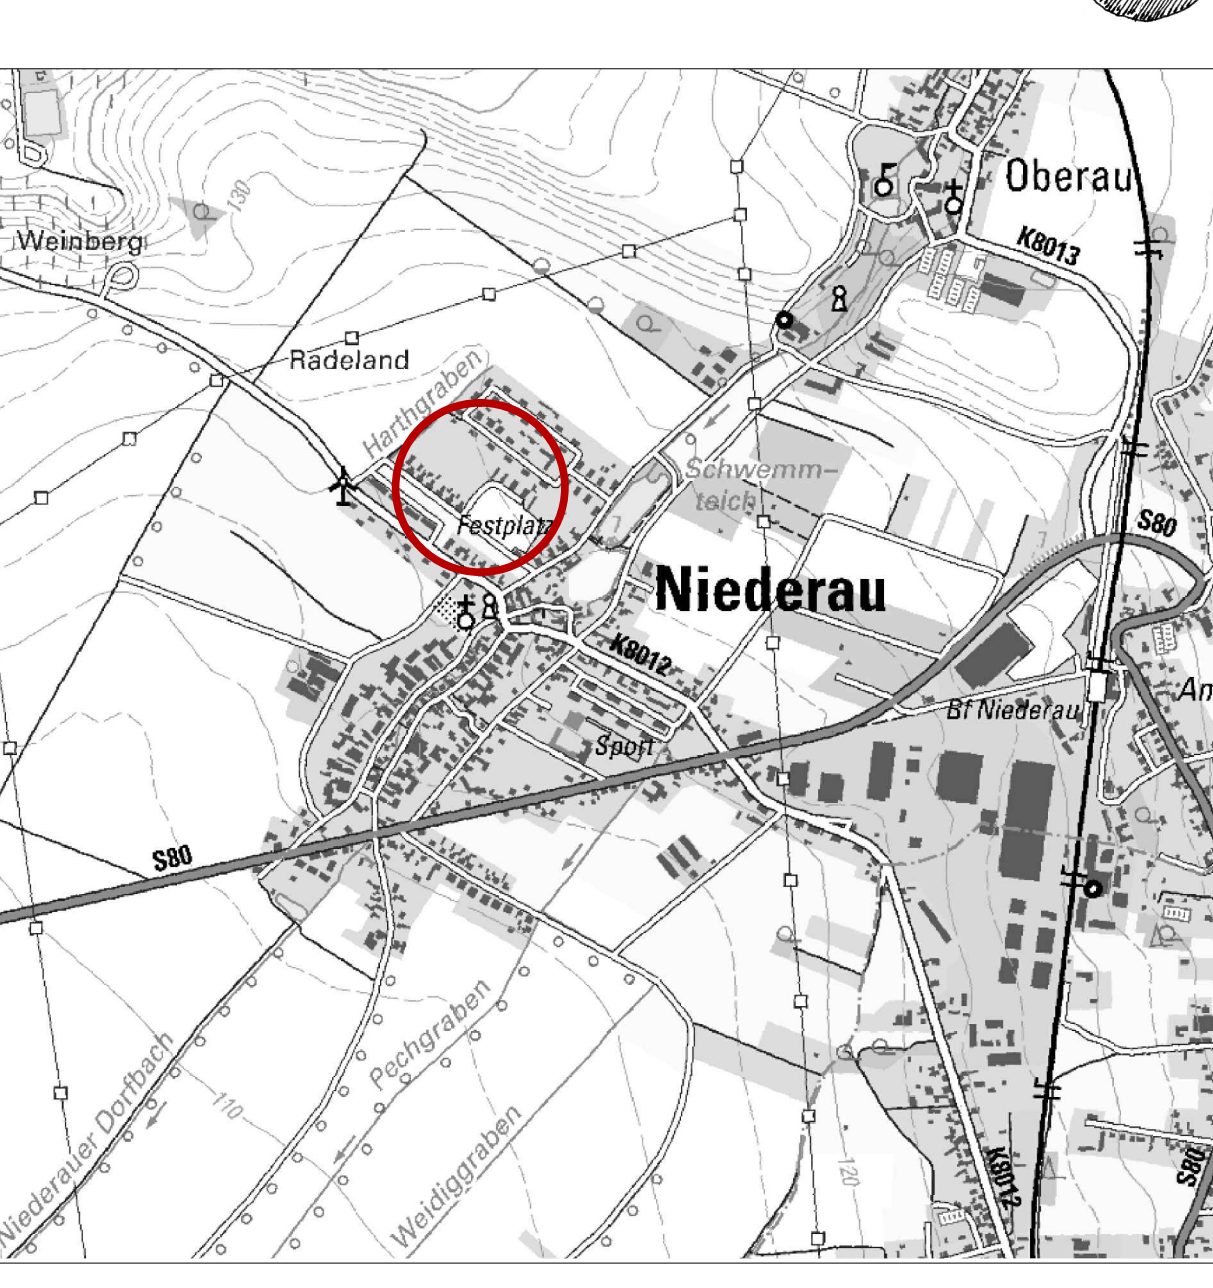 Oberau
130
Weinberg
K8013
Radeland
Harthgraben
Schwemm-
teich
Festplatz
S80
Niederau
K8012
An
Bf Niederau
Sport
S80
Pechgraben
Niederauer Dorfbach
110
Weidiggraben
120
K8012
S80